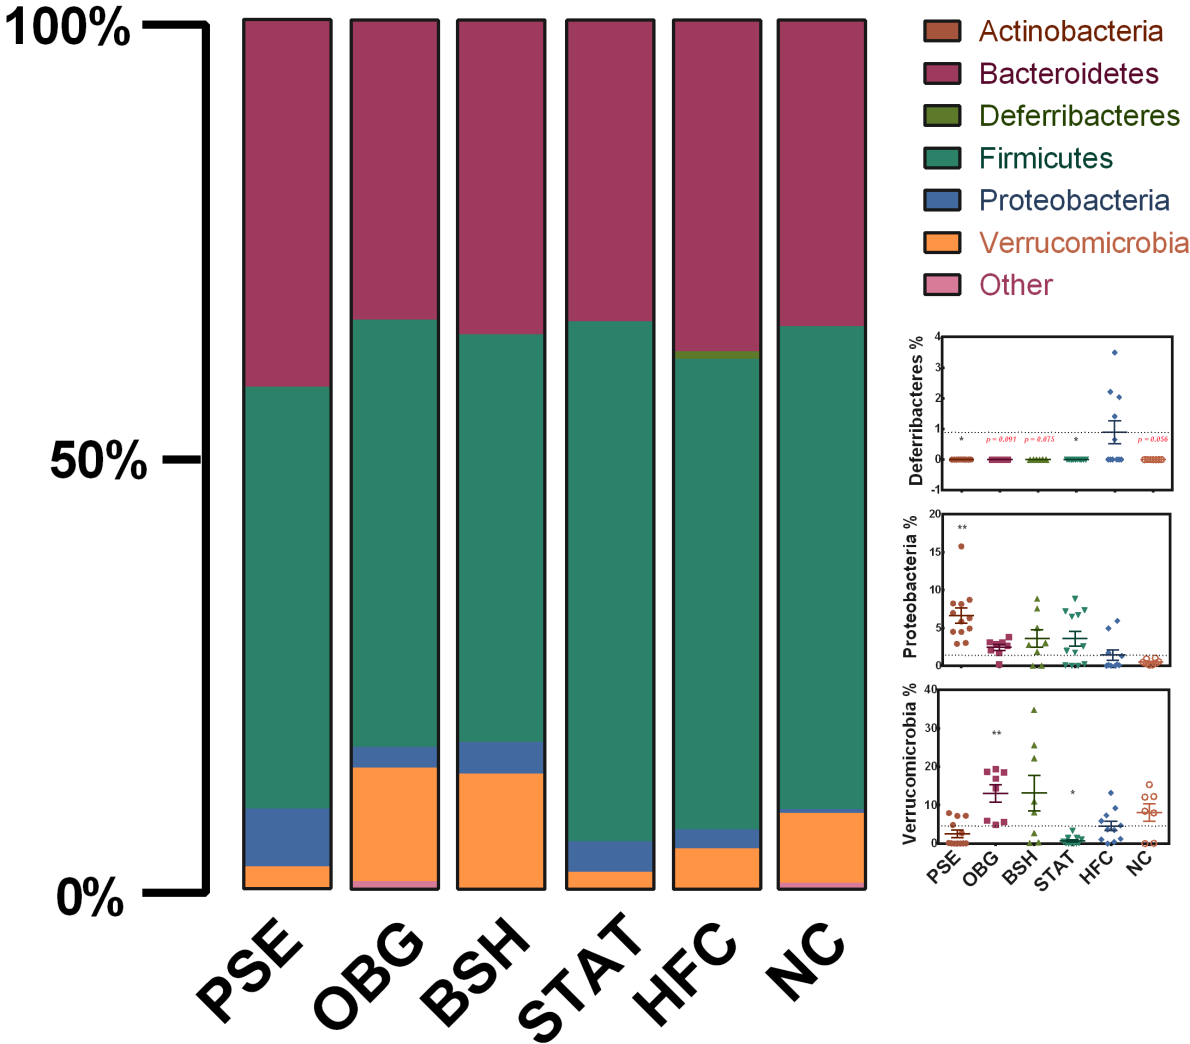 100%
50%
0%
PSE
OBG
BSH
STAT
HFC
NC
Actinobacteria
Bacteroidetes
Deferribacteres
Firmicutes
Proteobacteria
Verrucomicrobia
Other
Deferribacteres %
4
3
2
1
0
-1
*
p = 0.091
p = 0.075
*
p = 0.056
Proteobacteria %
20
15
10
5
0
**
Verrucomicrobia %
40
30
20
10
0
**
*
PSE
OBG
BSH
STAT
HFC
NC